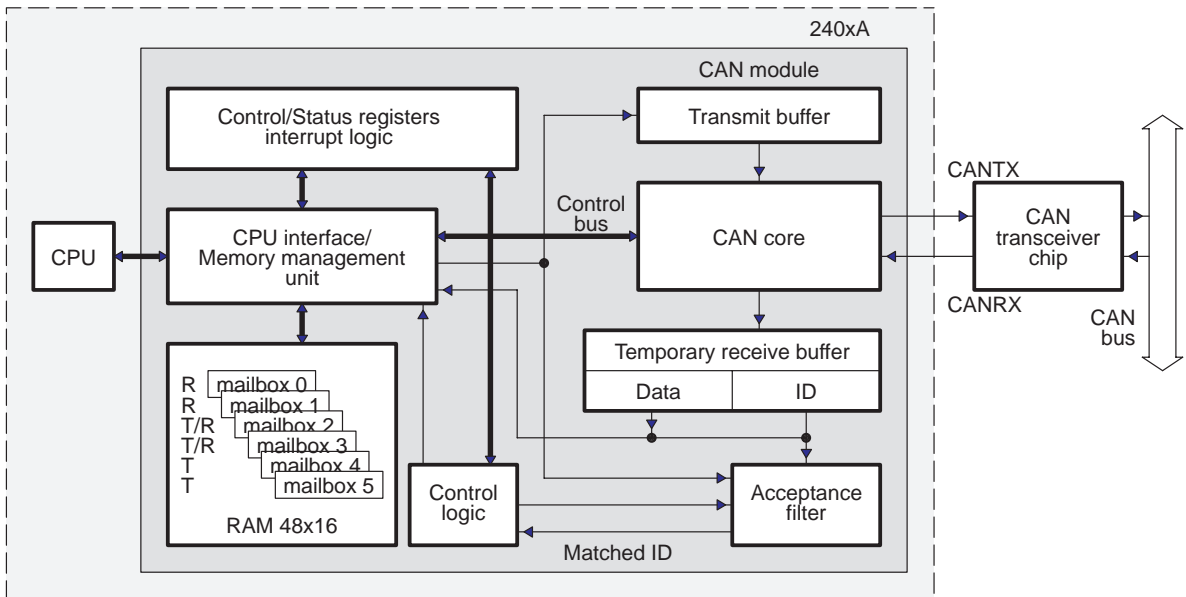 240xA
CAN module
Control/Status registers
interrupt logic
Transmit buffer
CPU
CPU interface/
Memory management
unit
Control
bus
CAN core
CANTX
CANRX
CAN
transceiver
chip
CAN
bus
Temporary receive buffer
Data
ID
R mailbox 0
R mailbox 1
T/R mailbox 2
T/R mailbox 3
T mailbox 4
T mailbox 5
RAM 48x16
Control
logic
Acceptance
filter
Matched ID